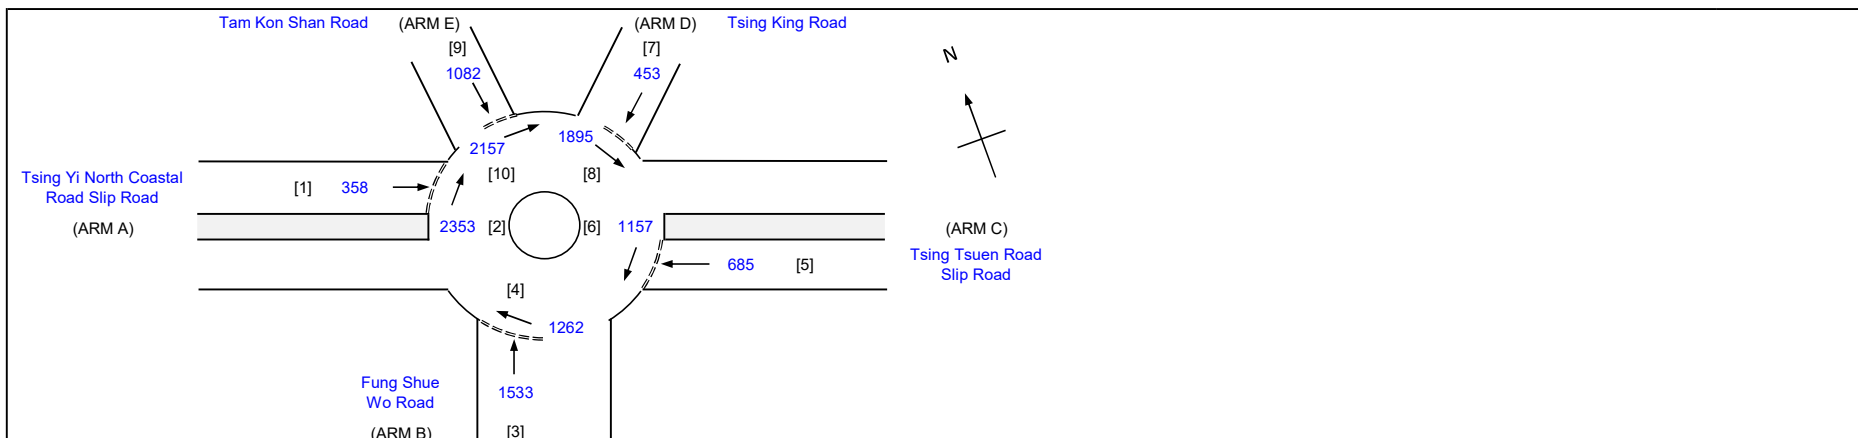 Tam Kon Shan Road (ARM E) (ARM D) Tsing King Road
[9] [7]
N
1082 453
2157 1895
[10] [8]
Tsing Yi North Coastal
Road Slip Road
[1] 358
(ARM A)
2353 [2] [6] 1157
(ARM C)
Tsing Tsuen Road
Slip Road
685 [5]
[4]
1262
Fung Shue
Wo Road
1533
(ARM B) [3]